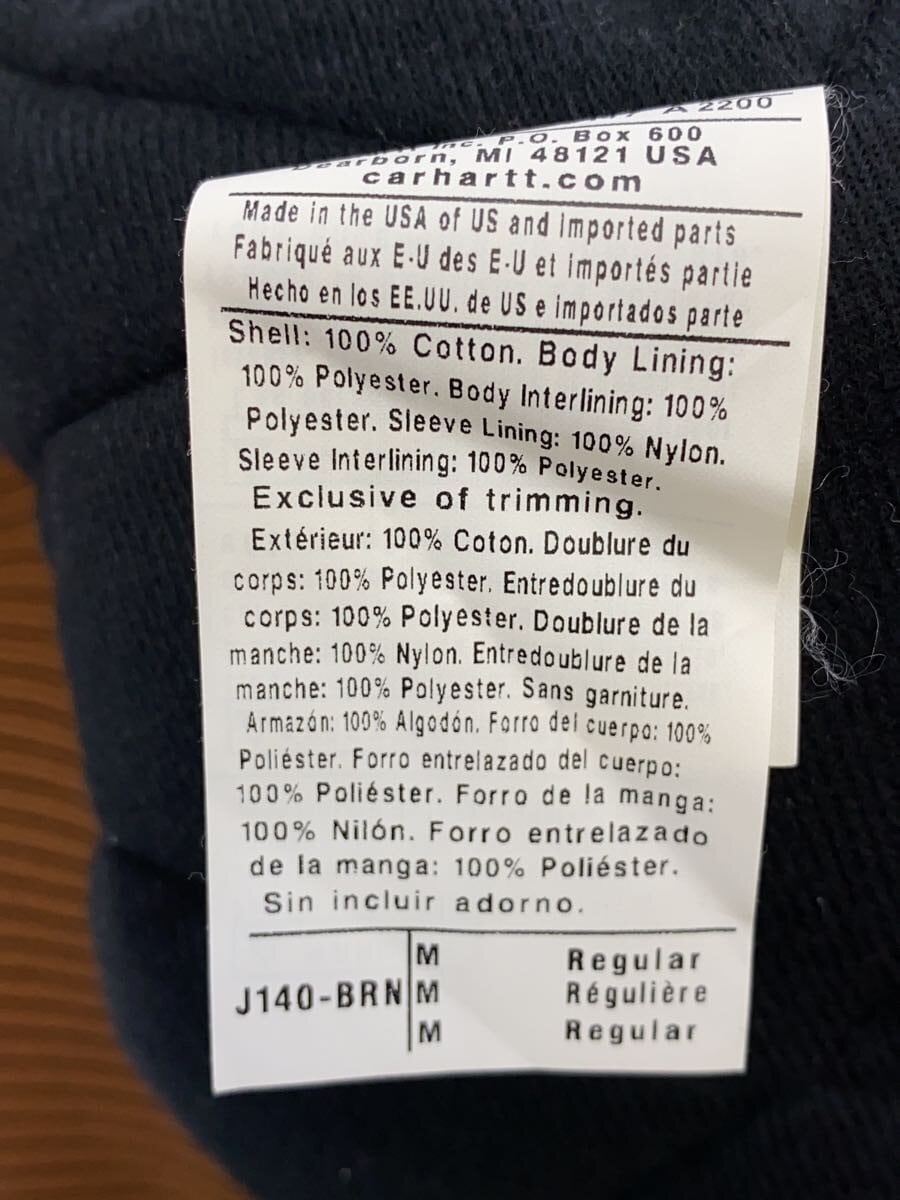 A 2200
Inc. P.O. Box 600
Dearborn, MI 48121 USA
carhartt.com
Made in the USA of US and Imported parts
Fabriqué aux E-U des E-U et importés partie
Hecho en los EE.UU. de US e importados parte
Shell: 100% Cotton. Body Lining:
100% Polyester. Body Interlining: 100%
Polyester. Sleeve Lining: 100% Nylon.
Sleeve Interlining: 100% Polyester.
Exclusive of trimming.
Extérieur: 100% Coton. Doublure du
corps: 100% Polyester. Entredoublure du
corps: 100% Polyester. Doublure de la
manche: 100% Nylon. Entredoublure de la
manche: 100% Polyester. Sans garniture.
Armazón: 100% Algodón. Forro del cuerpo: 100%
Poliéster. Forro entrelazado del cuerpo:
100% Poliéster. Forro de la manga:
100% Nilón. Forro entrelazado
de la manga: 100% Poliéster.
Sin incluir adorno.
M Regular
J140-BRN M Régulière
M Regular